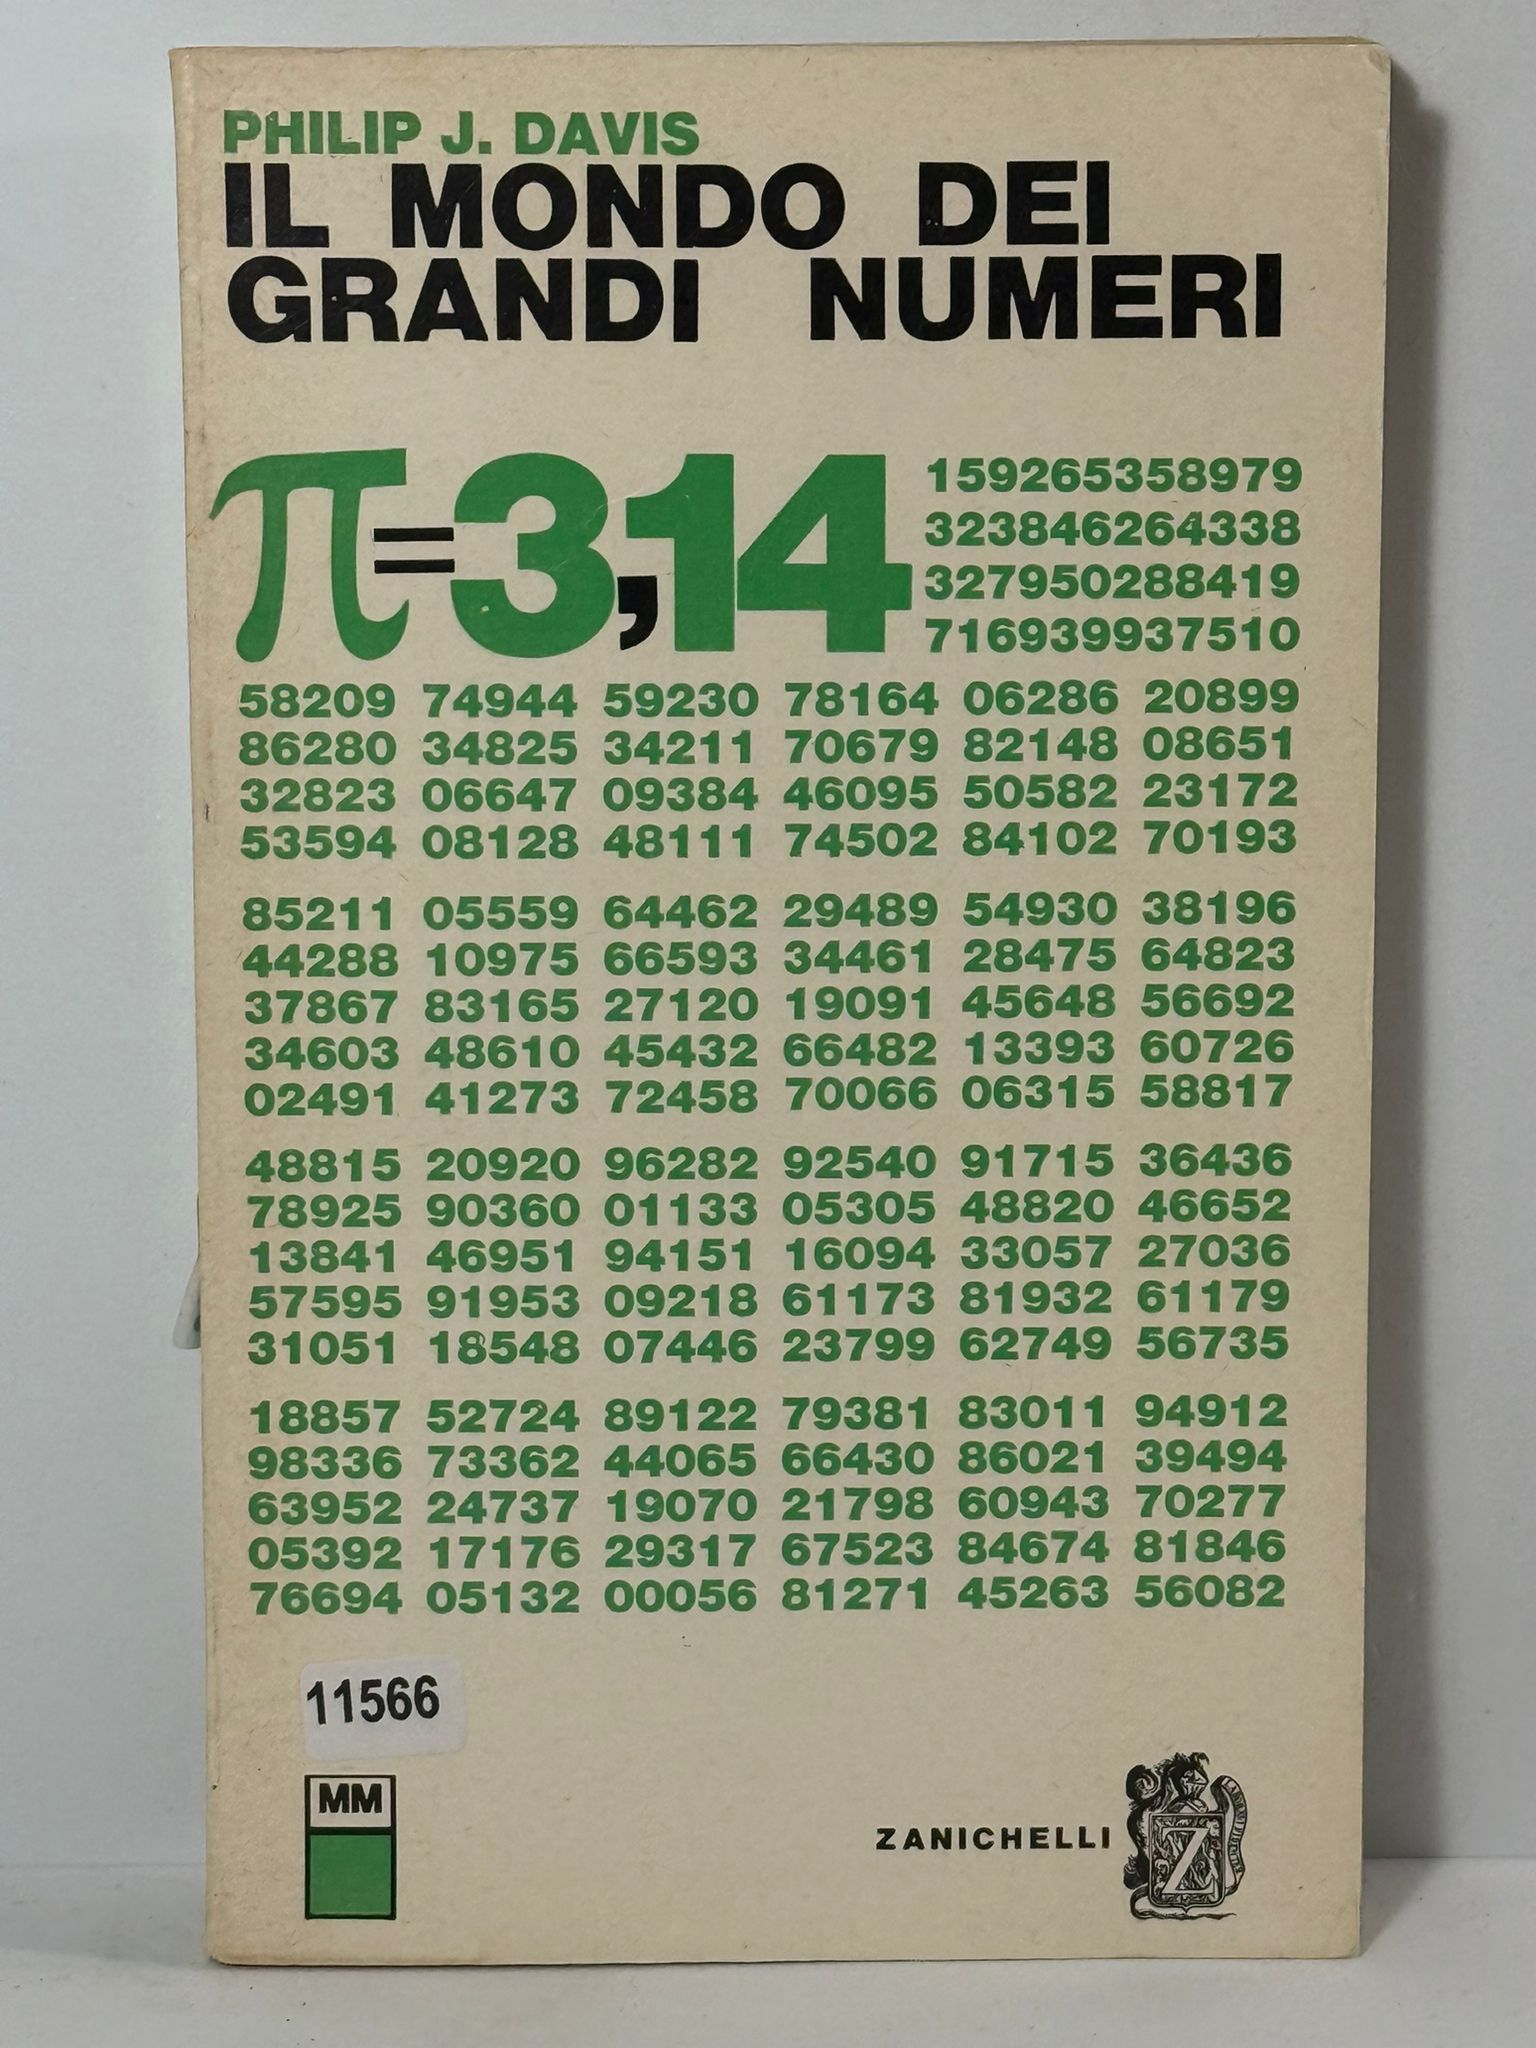 PHILIP J. DAVIS
IL MONDO DEI
GRANDI NUMERI
π=3,14
159265358979
323846264338
327950288419
716939937510
58209 74944 59230 78164 06286 20899
86280 34825 34211 70679 82148 08651
32823 06647 09384 46095 50582 23172
53594 08128 48111 74502 84102 70193
85211 05559 64462 29489 54930 38196
44288 10975 66593 34461 28475 64823
37867 83165 27120 19091 45648 56692
34603 48610 45432 66482 13393 60726
02491 41273 72458 70066 06315 58817
48815 20920 96282 92540 91715 36436
78925 90360 01133 05305 48820 46652
13841 46951 94151 16094 33057 27036
57595 91953 09218 61173 81932 61179
31051 18548 07446 23799 62749 56735
18857 52724 89122 79381 83011 94912
98336 73362 44065 66430 86021 39494
63952 24737 19070 21798 60943 70277
05392 17176 29317 67523 84674 81846
76694 05132 00056 81271 45263 56082
11566
MM
ZANICHELLI
Z